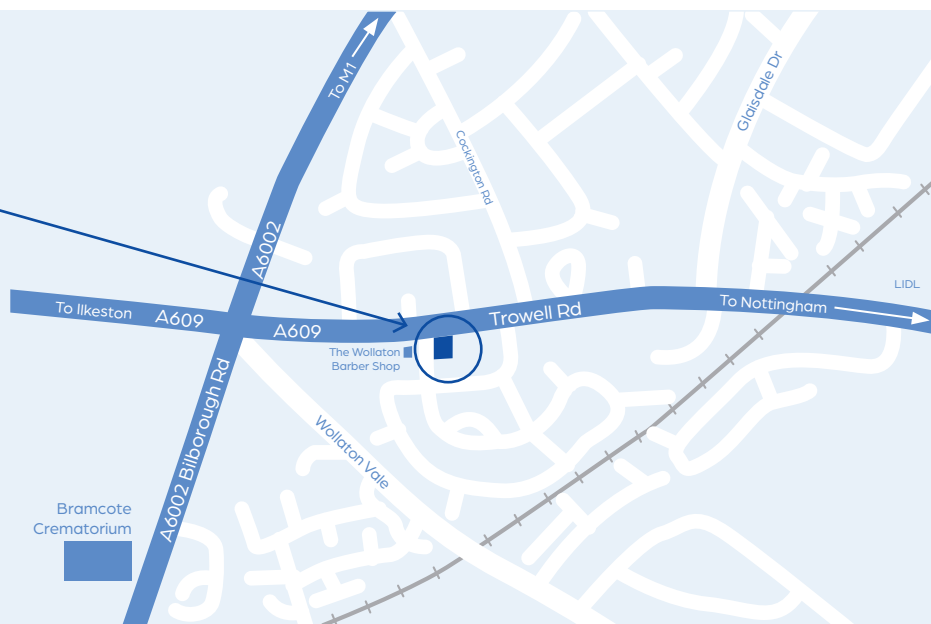 To M1
Glaisdale Dr
Cockington Rd
A6002
LIDL
To Ilkeston
A609
A609
Trowell Rd
To Nottingham
The Wollaton
Barber Shop
A6002 Bilborough Rd
Wollaton Vale
Bramcote
Crematorium